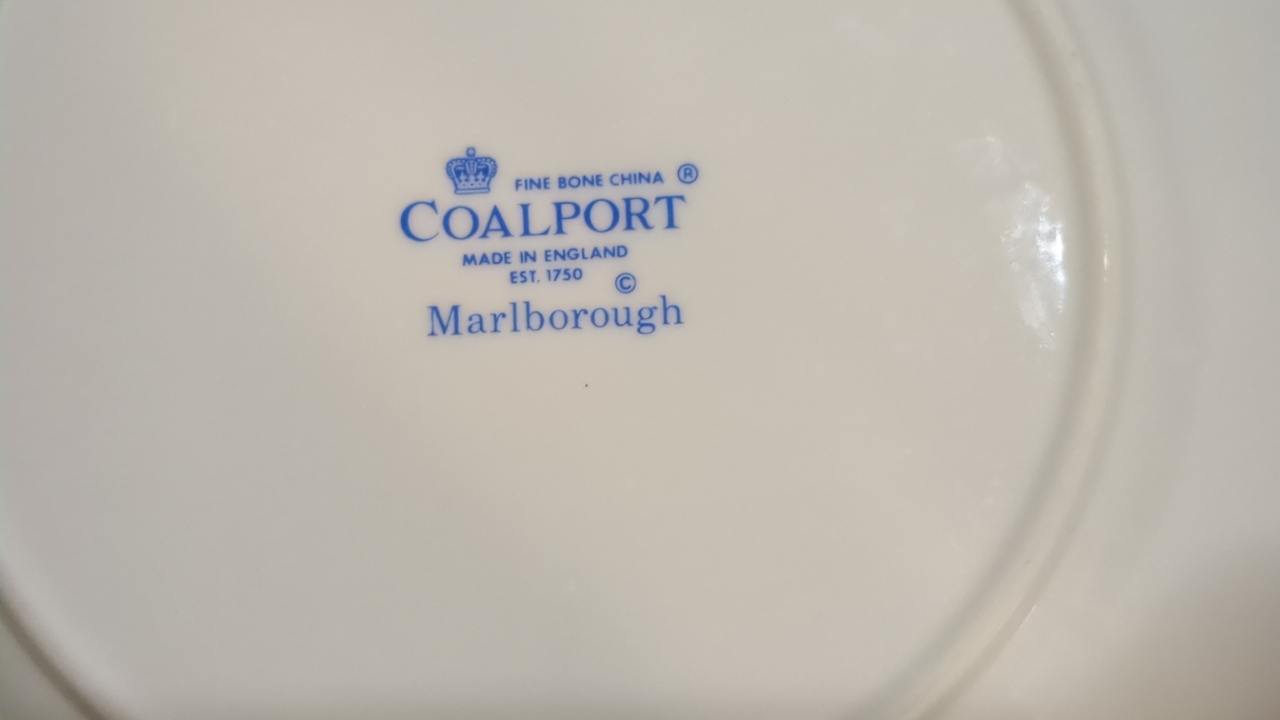 FINE BONE CHINA ®
COALPORT
MADE IN ENGLAND
EST. 1750 ©
Marlborough